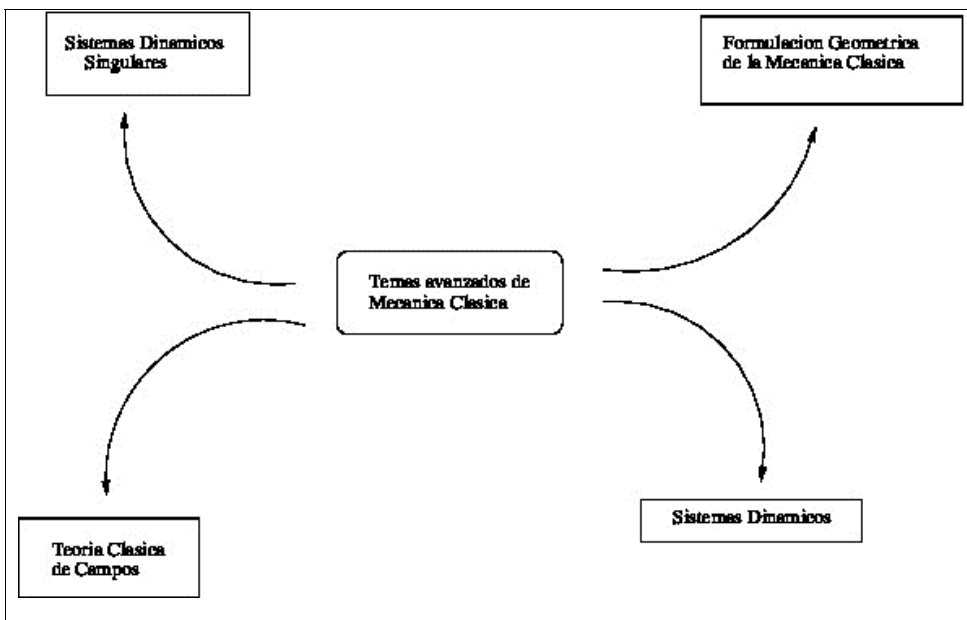 Sistemas Dinamicos
Singulares
Formulacion Geometrica
de la Mecanica Clasica
Temas avanzados de
Mecanica Clasica
Teoria Clasica
de Campos
Sistemas Dinamicos